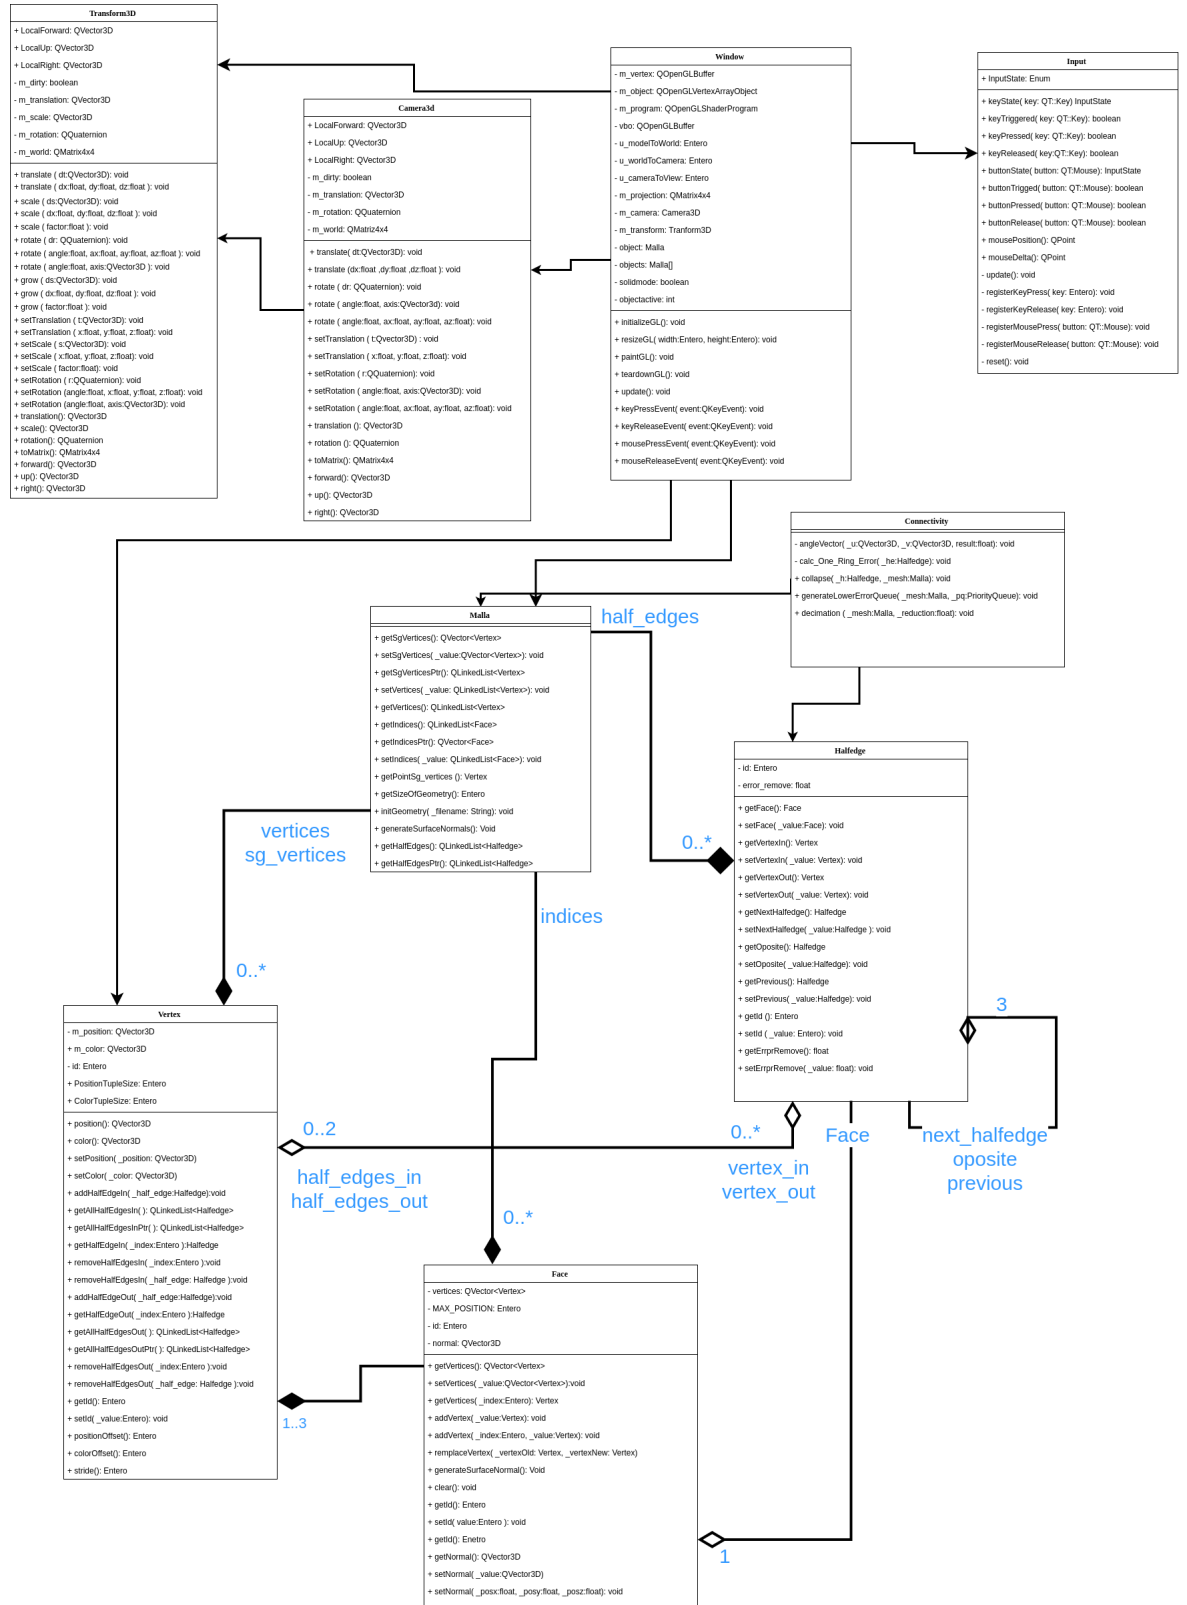 Transform3D
+ LocalForward: QVector3D
+ LocalUp: QVector3D
+ LocalRight: QVector3D
- m_dirty: boolean
- m_translation: QVector3D
- m_scale: QVector3D
- m_rotation: QQuaternion
- m_world: QMatrix4x4
+ translate ( dt:QVector3D): void
+ translate ( dx:float, dy:float, dz:float ): void
+ scale ( ds:QVector3D): void
+ scale ( dx:float, dy:float, dz:float ): void
+ scale ( factor:float ): void
+ rotate ( dr: QQuaternion): void
+ rotate ( angle:float, ax:float, ay:float, az:float ): void
+ rotate ( angle:float, axis:QVector3D ): void
+ grow ( ds:QVector3D): void
+ grow ( dx:float, dy:float, dz:float): void
+ grow ( factor:float ): void
+ setTranslation ( t:QVector3D): void
+ setTranslation ( x:float, y:float, z:float): void
+ setScale ( s:QVector3D): void
+ setScale ( x:float, y:float, z:float): void
+ setScale ( factor:float): void
+ setRotation ( r:QQuaternion): void
+ setRotation (angle:float, x:float, y:float, z:float): void
+ setRotation (angle:float, axis:QVector3D): void
+ translation(): QVector3D
+ scale(): QVector3D
+ rotation(): QQuaternion
+ toMatrix(): QMatrix4x4
+ forward(): QVector3D
+ up(): QVector3D
+ right(): QVector3D
Camera3d
+ LocalForward: QVector3D
+ LocalUp: QVector3D
+ LocalRight: QVector3D
- m_dirty: boolean
- m_translation: QVector3D
- m_rotation: QQuaternion
- m_world: QMatriz4x4
+ translate( dt:QVector3D): void
+ translate (dx:float ,dy:float ,dz:float ): void
+ rotate ( dr: QQuaternion): void
+ rotate ( angle:float, axis:QVector3d): void
+ rotate ( angle:float, ax:float, ay:float, az:float): void
+ setTranslation ( t:Qvector3D) : void
+ setTranslation ( x:float, y:float, z:float): void
+ setRotation ( r:QQuaternion): void
+ setRotation ( angle:float, axis:QVector3D): void
+ setRotation ( angle:float, ax:float, ay:float, az:float): void
+ translation (): QVector3D
+ rotation (): QQuaternion
+ toMatrix(): QMatrix4x4
+ forward(): QVector3D
+ up(): QVector3D
+ right(): QVector3D
Window
- m_vertex: QOpenGLBuffer
- m_object: QOpenGLVertexArrayObject
- m_program: QOpenGLShaderProgram
- vbo: QOpenGLBuffer
- u_modelToWorld: Entero
- u_worldToCamera: Entero
- u_cameraToView: Entero
- m_projection: QMatrix4x4
- m_camera: Camera3D
- m_transform: Tranform3D
- object: Malla
- objects: Malla[]
- solidmode: boolean
- objectactive: int
+ initializeGL(): void
+ resizeGL( width:Entero, height:Entero): void
+ paintGL(): void
+ teardownGL(): void
+ update(): void
+ keyPressEvent( event:QKeyEvent): void
+ keyReleaseEvent( event:QKeyEvent): void
+ mousePressEvent( event:QKeyEvent): void
+ mouseReleaseEvent( event:QKeyEvent): void
Input
+ InputState: Enum
+ keyState( key: QT::Key) InputState
+ keyTriggered( key: QT::Key): boolean
+ keyPressed( key: QT::Key): boolean
+ keyReleased( key:QT::Key): boolean
+ buttonState( button: QT:Mouse): InputState
+ buttonTrigged( button: QT::Mouse): boolean
+ buttonPressed( button: QT::Mouse): boolean
+ buttonRelease( button: QT::Mouse): boolean
+ mousePosition(): QPoint
+ mouseDelta(): QPoint
- update(): void
- registerKeyPress( key: Entero): void
- registerKeyRelease( key: Entero): void
- registerMousePress( button: QT::Mouse): void
- registerMouseRelease( button: QT::Mouse): void
- reset(): void
Connectivity
- angleVector( _u:QVector3D, _v:QVector3D, result:float): void
- calc_One_Ring_Error( _he:Halfedge): void
+ collapse( _h:Halfedge, _mesh:Malla): void
+ generateLowerErrorQueue( _mesh:Malla, _pq:PriorityQueue): void
+ decimation ( _mesh:Malla, _reduction:float): void
Malla
+ getSgVertices(): QVector<Vertex>
+ setSgVertices( _value:QVector<Vertex>): void
+ getSgVerticesPtr(): QLinkedList<Vertex>
+ setVertices( _value: QLinkedList<Vertex>): void
+ getVertices(): QLinkedList<Vertex>
+ getIndices(): QLinkedList<Face>
+ getIndicesPtr(): QVector<Face>
+ setIndices( _value: QLinkedList<Face>): void
+ getPointSg_vertices (): Vertex
+ getSizeOfGeometry(): Entero
+ initGeometry( _filename: String): void
+ generateSurfaceNormals(): Void
+ getHalfEdges(): QLinkedList<Halfedge>
+ getHalfEdgesPtr(): QLinkedList<Halfedge>
half_edges
0..*
vertices
sg_vertices
0..*
indices
Halfedge
- id: Entero
- error_remove: float
+ getFace(): Face
+ setFace( _value:Face): void
+ getVertexIn(): Vertex
+ setVertexIn( _value: Vertex): void
+ getVertexOut(): Vertex
+ setVertexOut( _value: Vertex): void
+ getNextHalfedge(): Halfedge
+ setNextHalfedge( _value:Halfedge ): void
+ getOposite(): Halfedge
+ setOposite( _value:Halfedge): void
+ getPrevious(): Halfedge
+ setPrevious( _value:Halfedge): void
+ getId (): Entero
+ setId ( _value: Entero): void
+ getErrprRemove(): float
+ setErrprRemove( _value: float): void
3
next_halfedge
oposite
previous
Face
0..*
vertex_in
vertex_out
0..2
half_edges_in
half_edges_out
Vertex
- m_position: QVector3D
+ m_color: QVector3D
- id: Entero
+ PositionTupleSize: Entero
+ ColorTupleSize: Entero
+ position(): QVector3D
+ color(): QVector3D
+ setPosition( _position: QVector3D)
+ setColor( _color: QVector3D)
+ addHalfEdgeIn( _half_edge:Halfedge):void
+ getAllHalfEdgesIn( ): QLinkedList<Halfedge>
+ getAllHalfEdgesInPtr( ): QLinkedList<Halfedge>
+ getHalfEdgeIn( _index:Entero ):Halfedge
+ removeHalfEdgesIn( _index:Entero ):void
+ removeHalfEdgesIn( _half_edge: Halfedge ):void
+ addHalfEdgeOut( _half_edge:Halfedge):void
+ getHalfEdgeOut( _index:Entero ):Halfedge
+ getAllHalfEdgesOut( ): QLinkedList<Halfedge>
+ getAllHalfEdgesOutPtr( ): QLinkedList<Halfedge>
+ removeHalfEdgesOut( _index:Entero ):void
+ removeHalfEdgesOut( _half_edge: Halfedge ):void
+ getId(): Entero
+ setId( _value:Entero): void
+ positionOffset(): Entero
+ colorOffset(): Entero
+ stride(): Entero
1..3
0..*
Face
- vertices: QVector<Vertex>
- MAX_POSITION: Entero
- id: Entero
- normal: QVector3D
+ getVertices(): QVector<Vertex>
+ setVertices( _value:QVector<Vertex>):void
+ getVertices( _index:Entero): Vertex
+ addVertex( _value:Vertex): void
+ addVertex( _index:Entero, _value:Vertex): void
+ remplaceVertex( _vertexOld: Vertex, _vertexNew: Vertex)
+ generateSurfaceNormal(): Void
+ clear(): void
+ getId(): Entero
+ setId( value:Entero ): void
+ getId(): Enetro
+ getNormal(): QVector3D
+ setNormal( _value:QVector3D)
+ setNormal( _posx:float, _posy:float, _posz:float): void
1